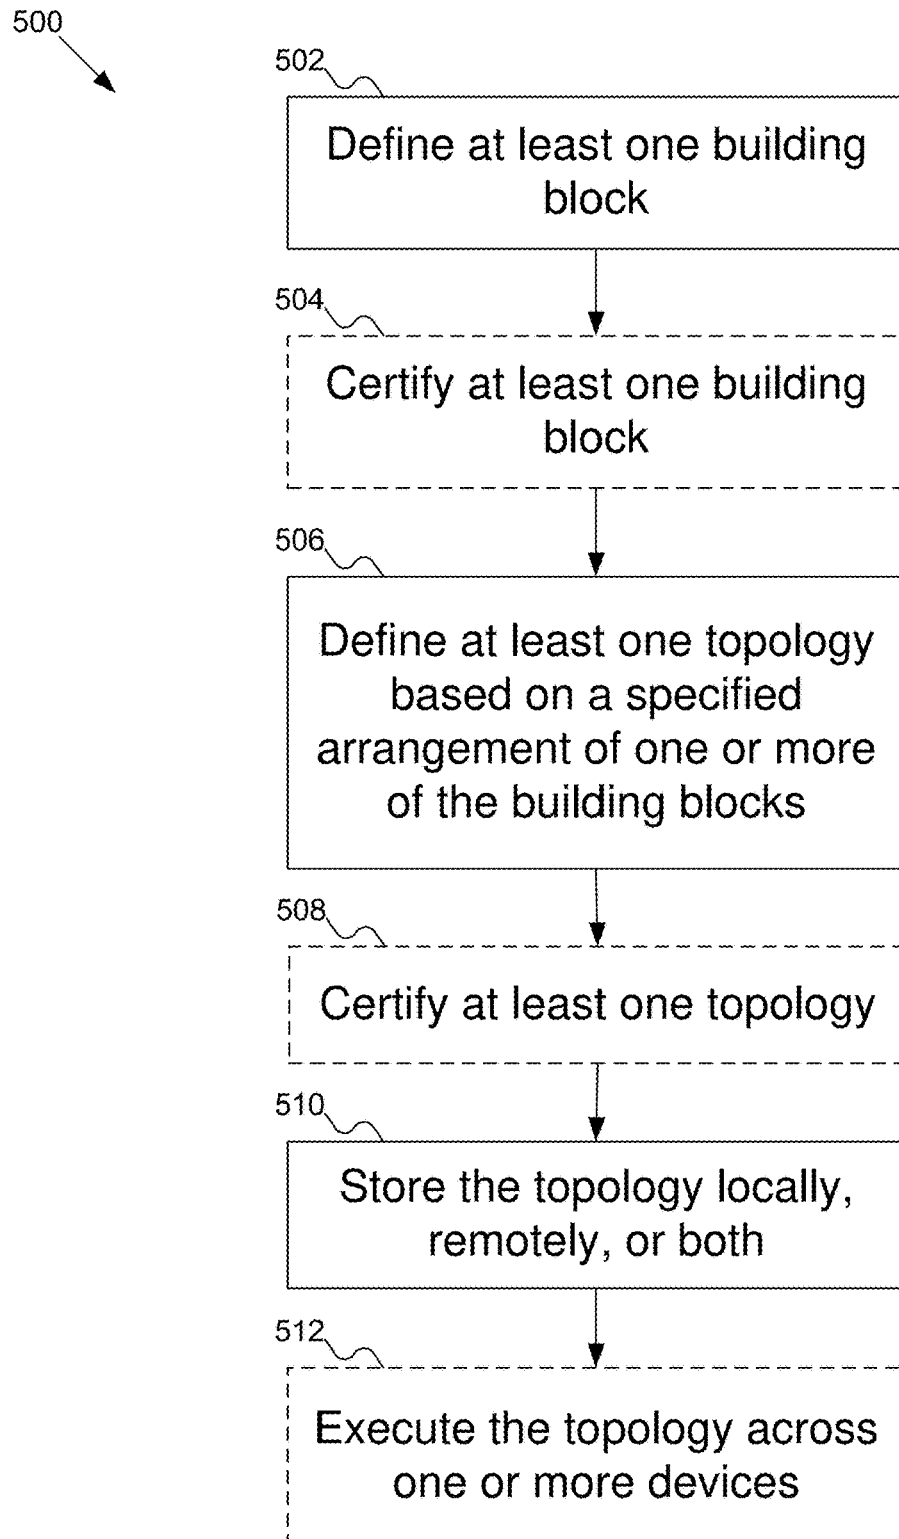 500
502
Define at least one building
block
504
Certify at least one building
block
506
Define at least one topology
based on a specified
arrangement of one or more
of the building blocks
508
Certify at least one topology
510
Store the topology locally,
remotely, or both
512
Execute the topology across
one or more devices